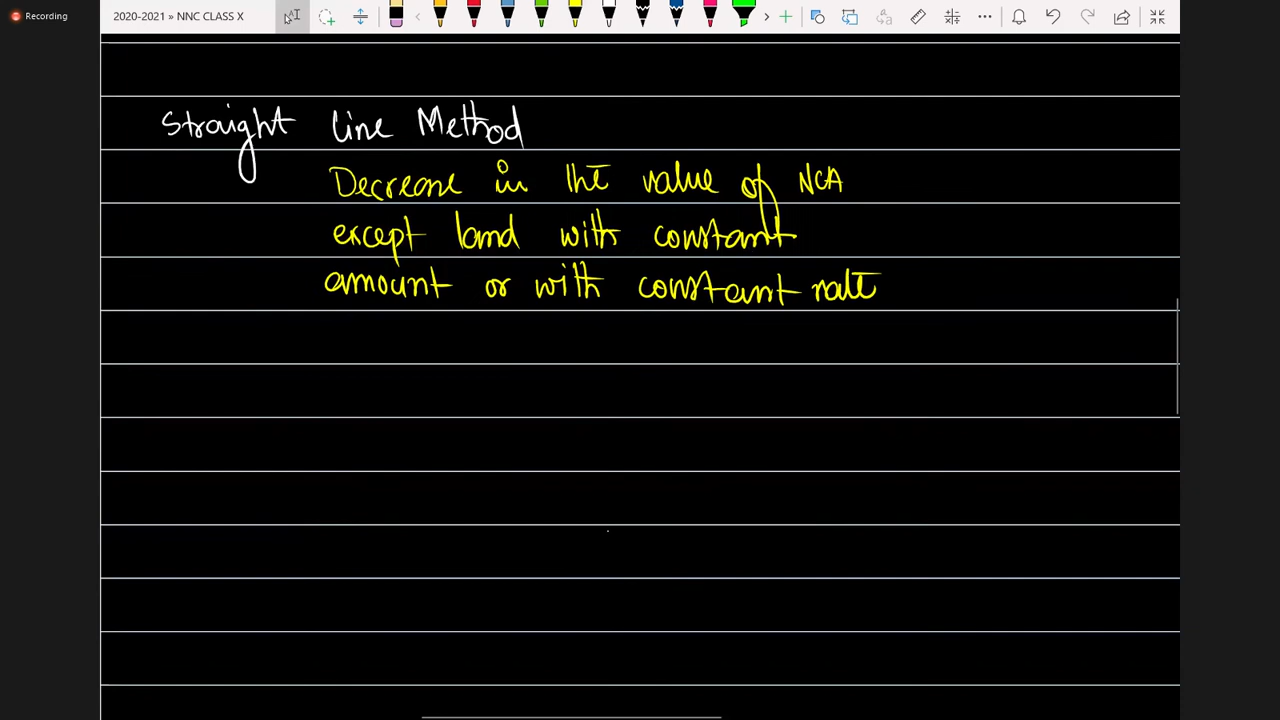 Recording
2020-2021 » NNC CLASS X
Straight Line Method
Decrease in the value of NCA
except land with constant
amount or with constant rate